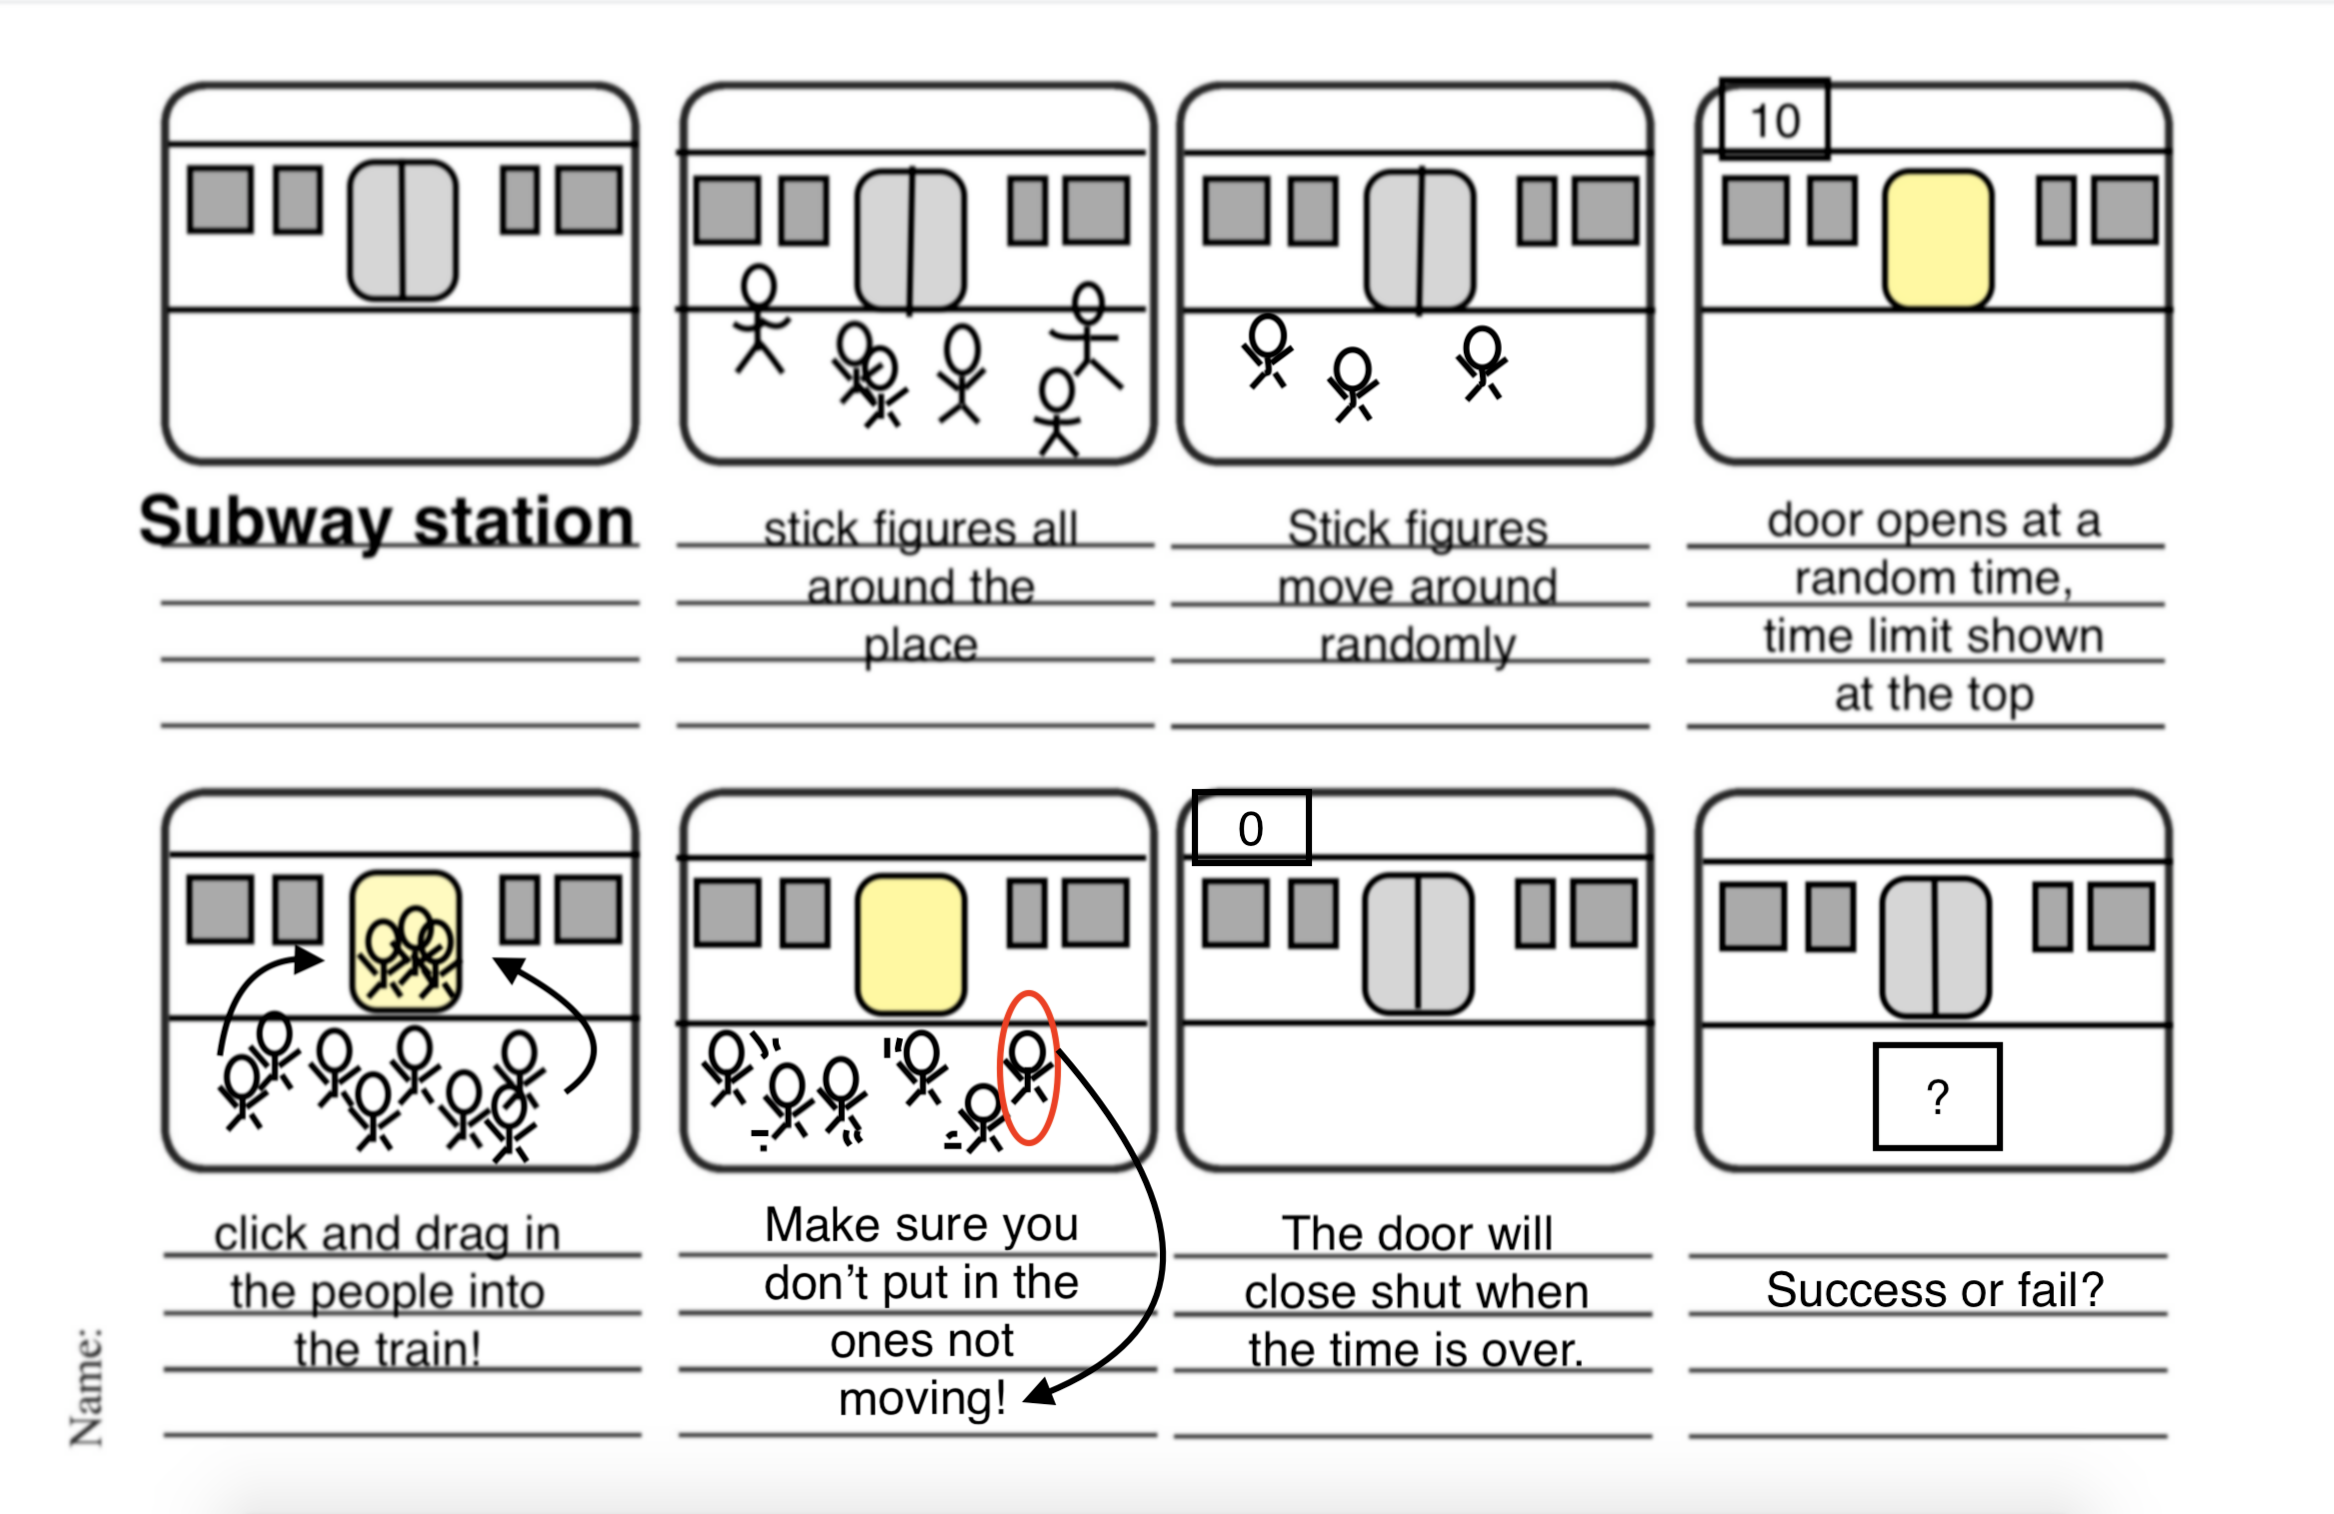 10
Subway station
stick figures all
around the
place
Stick figures
move around
randomly
door opens at a
random time,
time limit shown
at the top
0
?
click and drag in
the people into
the train!
Make sure you
don’t put in the
ones not
moving!
The door will
close shut when
the time is over.
Success or fail?
Name: